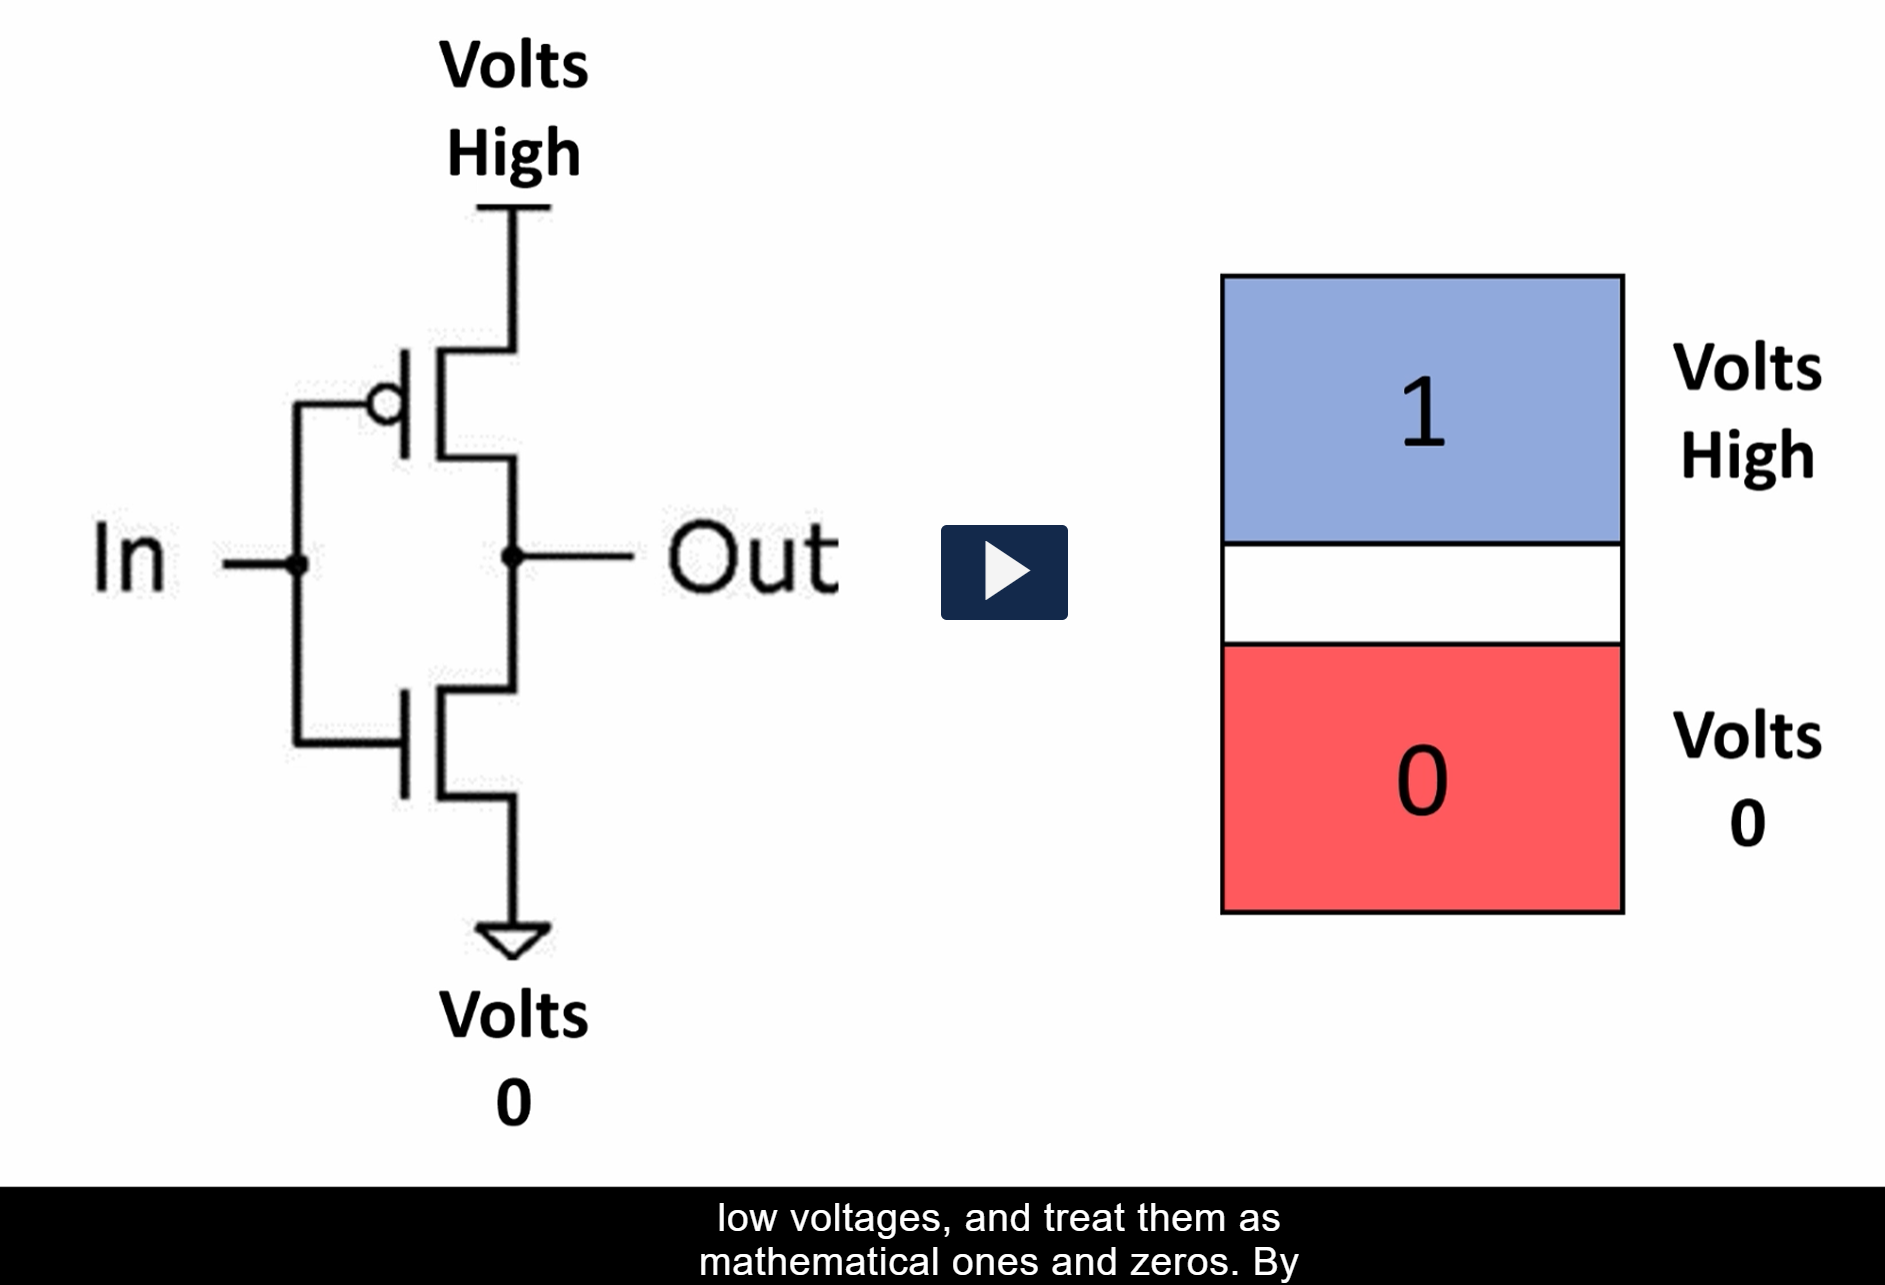 Volts
High
In
Out
Volts
0
1
Volts
High
0
Volts
0
low voltages, and treat them as
mathematical ones and zeros. By